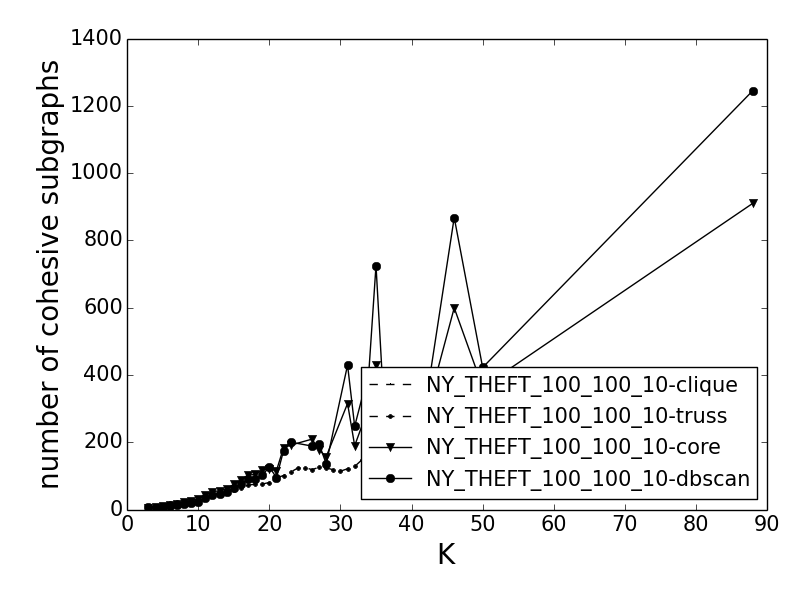 1400
1200
1000
800
600
400
200
0
number of cohesive subgraphs
0 10 20 30 40 50 60 70 80 90
K
NY_THEFT_100_100_10-clique
NY_THEFT_100_100_10-truss
NY_THEFT_100_100_10-core
NY_THEFT_100_100_10-dbscan